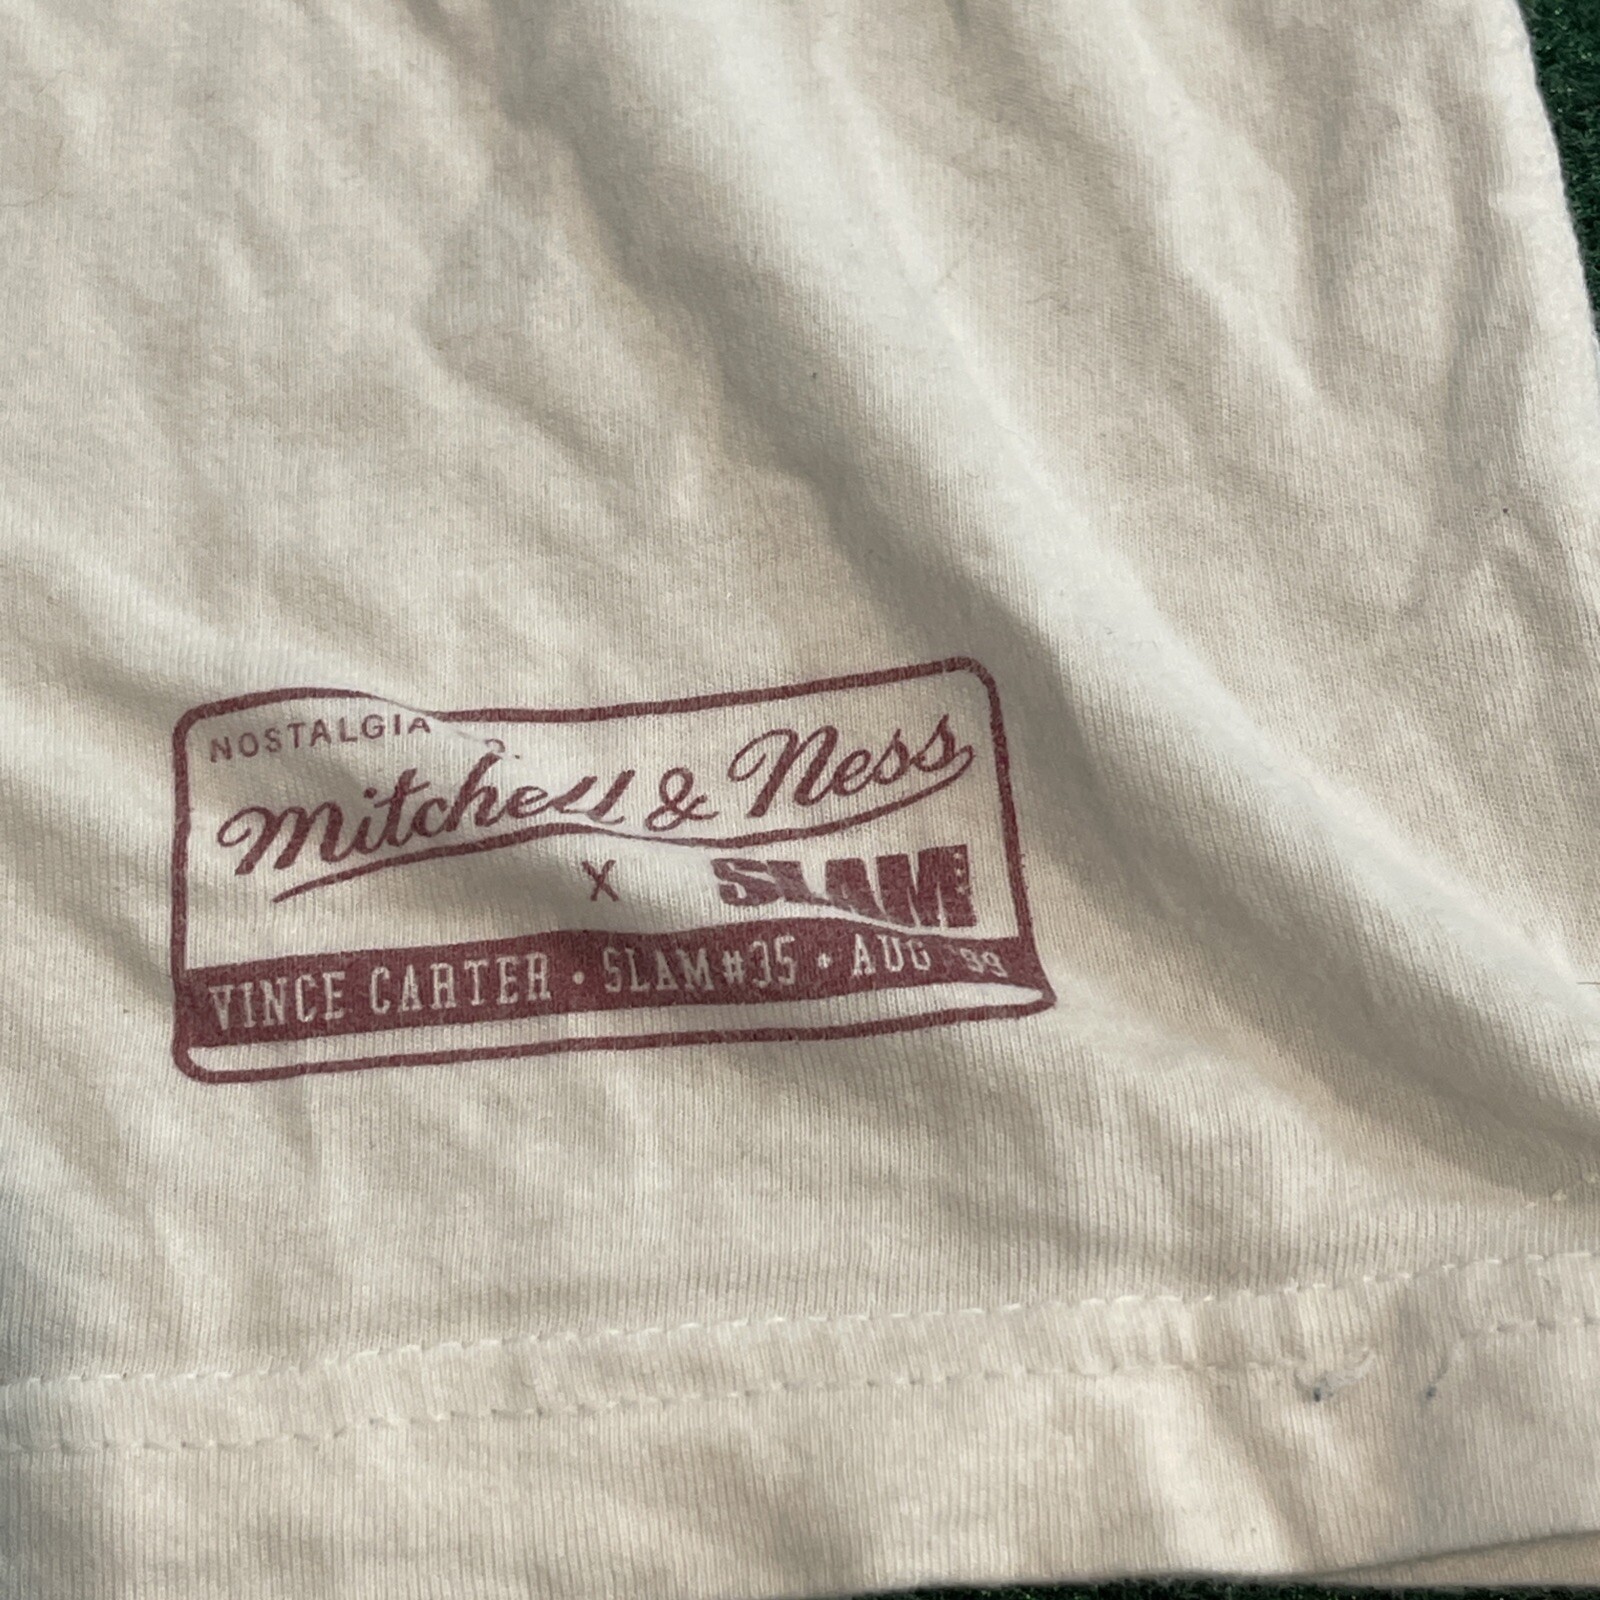 NOSTALGIA
Mitchell & Ness
X SLAM
VINCE CARTER • SLAM#35 • AUG '99